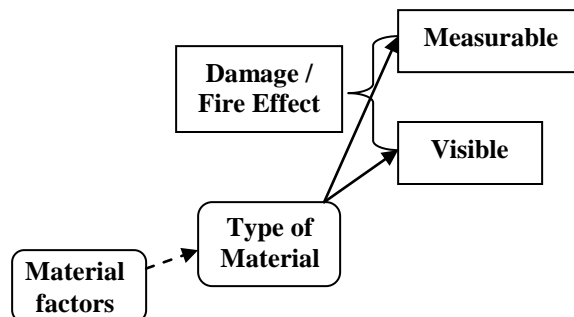 Measurable
Damage /
Fire Effect
Visible
Type of
Material
Material
factors